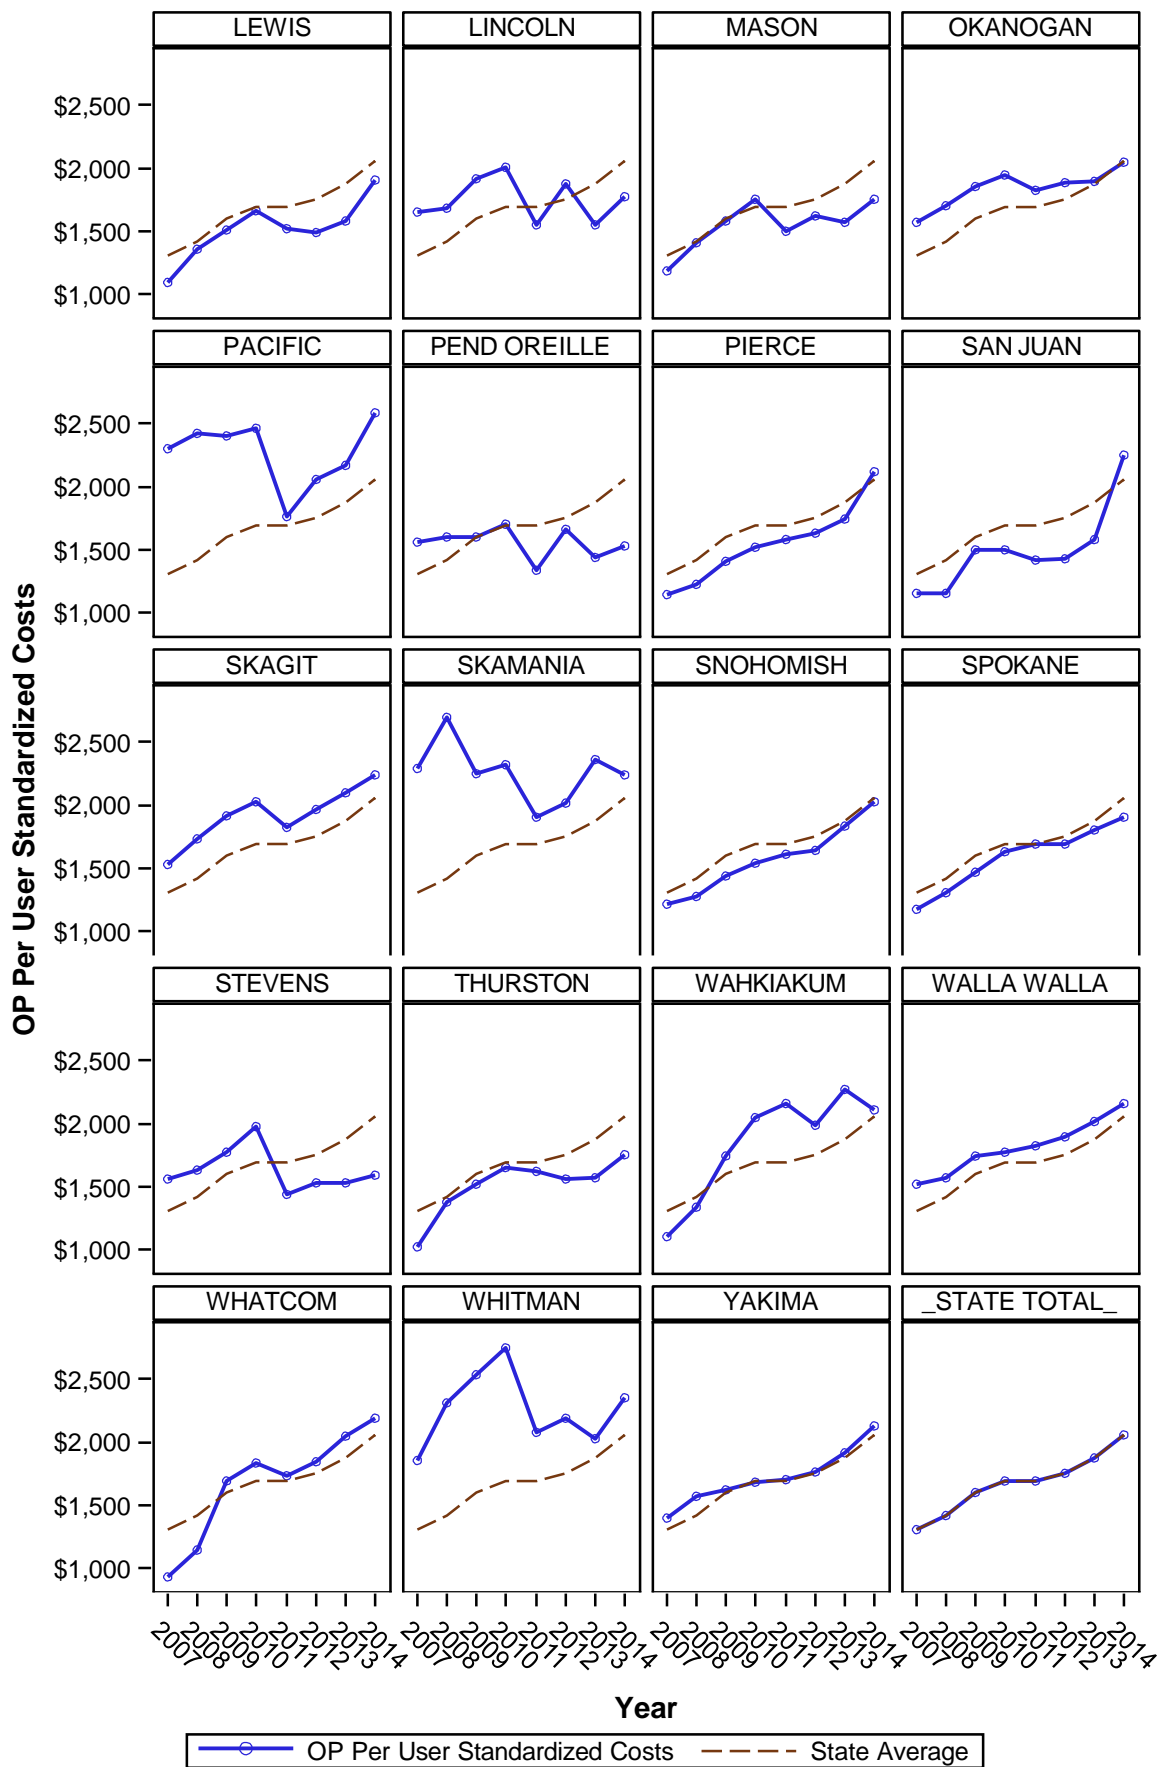 LEWIS LINCOLN MASON OKANOGAN
$2,500
$2,000
$1,500
$1,000
PACIFIC PEND OREILLE PIERCE SAN JUAN
$2,500
$2,000
$1,500
$1,000
SKAGIT SKAMANIA SNOHOMISH SPOKANE
$2,500
$2,000
$1,500
$1,000
STEVENS THURSTON WAHKIAKUM WALLA WALLA
$2,500
$2,000
$1,500
$1,000
WHATCOM WHITMAN YAKIMA _STATE TOTAL_
$2,500
$2,000
$1,500
$1,000
OP Per User Standardized Costs
2007 2008 2009 2010 2011 2012 2013 2014 2007 2008 2009 2010 2011 2012 2013 2014 2007 2008 2009 2010 2011 2012 2013 2014 2007 2008 2009 2010 2011 2012 2013 2014
Year
OP Per User Standardized Costs State Average